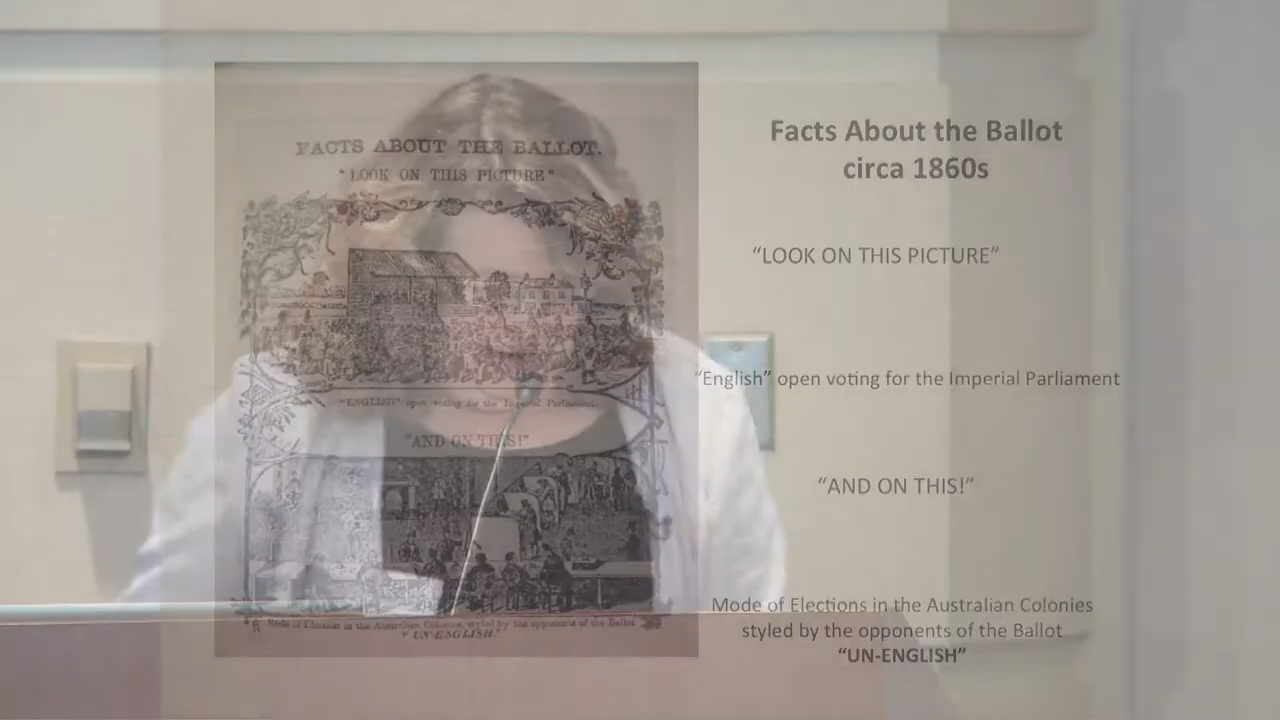 FACTS ABOUT THE BALLOT.
"LOOK ON THIS PICTURE"
"ENGLISH" open voting for the Imperial Parliament.
"AND ON THIS!"
Mode of Election in the Australian Colonies, styled by the opponents of the Ballot
"UN-ENGLISH."
Facts About the Ballot
circa 1860s
“LOOK ON THIS PICTURE”
“English” open voting for the Imperial Parliament
“AND ON THIS!”
Mode of Elections in the Australian Colonies
styled by the opponents of the Ballot
“UN-ENGLISH”